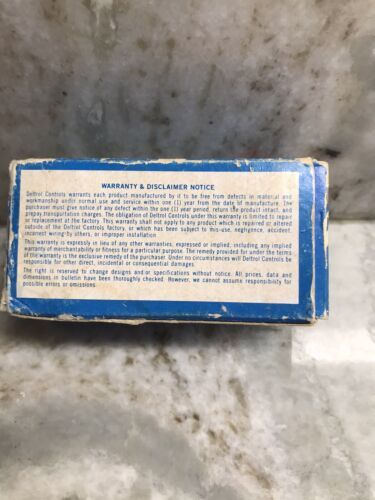 WARRANTY & DISCLAIMER NOTICE
Deltrol Controls warrants each product manufactured by it to be free from defects in material and
workmanship under normal use and service within one (1) year from the date of manufacture. The
purchaser must give notice of any defect within the one (1) year period, return the product intact, and
prepay transportation charges. The obligation of Deltrol Controls under this warranty is limited to repair
or replacement at the factory. This warranty shall not apply to any product which is repaired or altered
outside of the Deltrol Controls factory, or which has been subject to mis-use, negligence, accident,
incorrect wiring by others, or improper installation.
This warranty is expressly in lieu of any other warranties, expressed or implied, including any implied
warranty of merchantability or fitness for a particular purpose. The remedy provided for under the terms
of the warranty is the exclusive remedy of the purchaser. Under no circumstances will Deltrol Controls be
responsible for other direct, incidental or consequential damages.
The right is reserved to change designs and/or specifications without notice. All prices, data and
dimensions in bulletin have been thoroughly checked. However, we cannot assume responsibility for
possible errors or omissions.